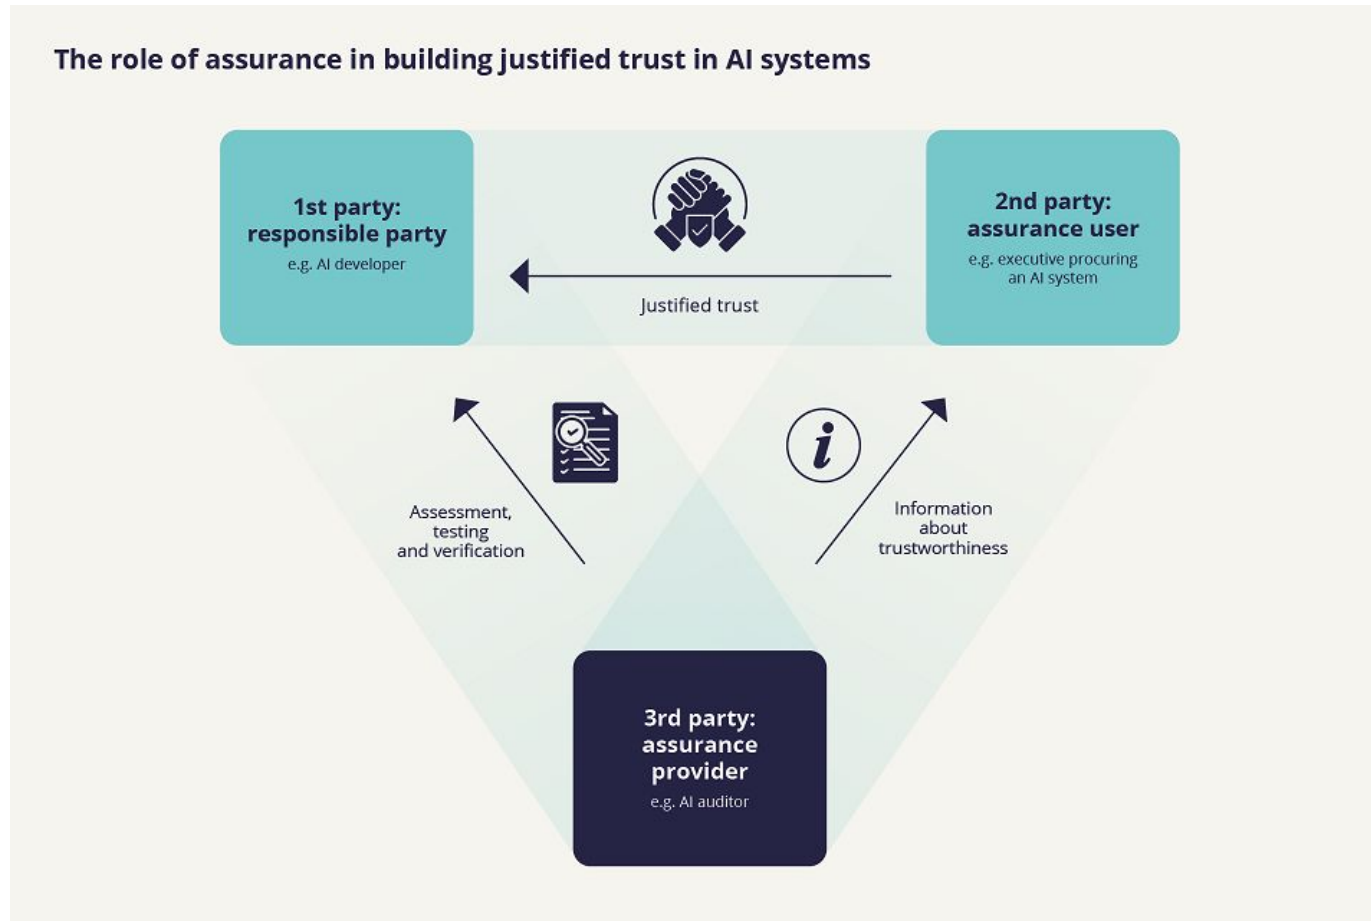 The role of assurance in building justified trust in AI systems
1st party:
responsible party
e.g. AI developer
Justified trust
2nd party:
assurance user
e.g. executive procuring
an AI system
Assessment,
testing
and verification
Information
about
trustworthiness
3rd party:
assurance
provider
e.g. AI auditor